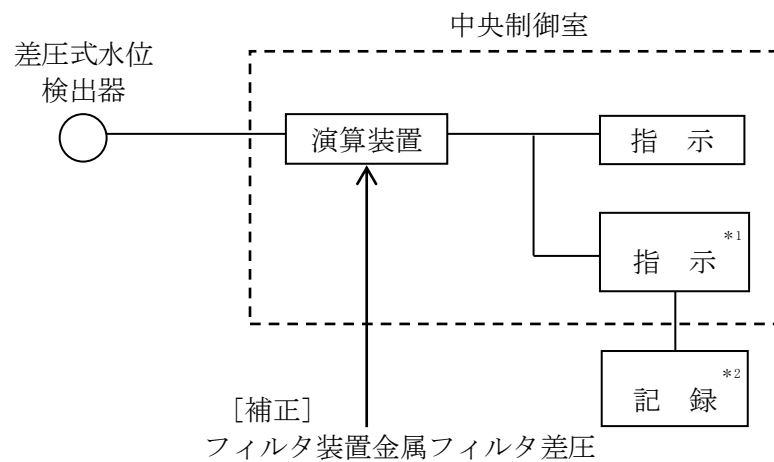 中央制御室
差圧式水位
検出器
演算装置
指　示
指　示 *1
記　録 *2
［補正］
フィルタ装置金属フィルタ差圧